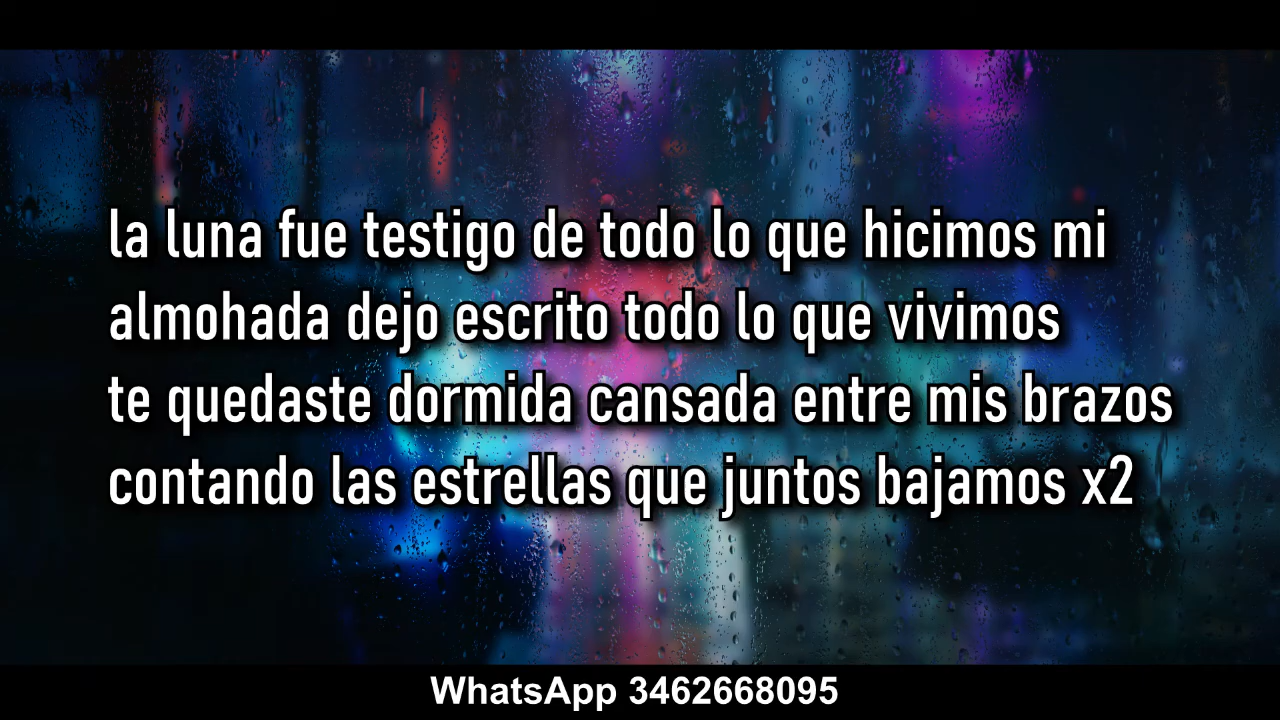 la luna fue testigo de todo lo que hicimos mi
almohada dejo escrito todo lo que vivimos
te quedaste dormida cansada entre mis brazos
contando las estrellas que juntos bajamos x2
WhatsApp 3462668095